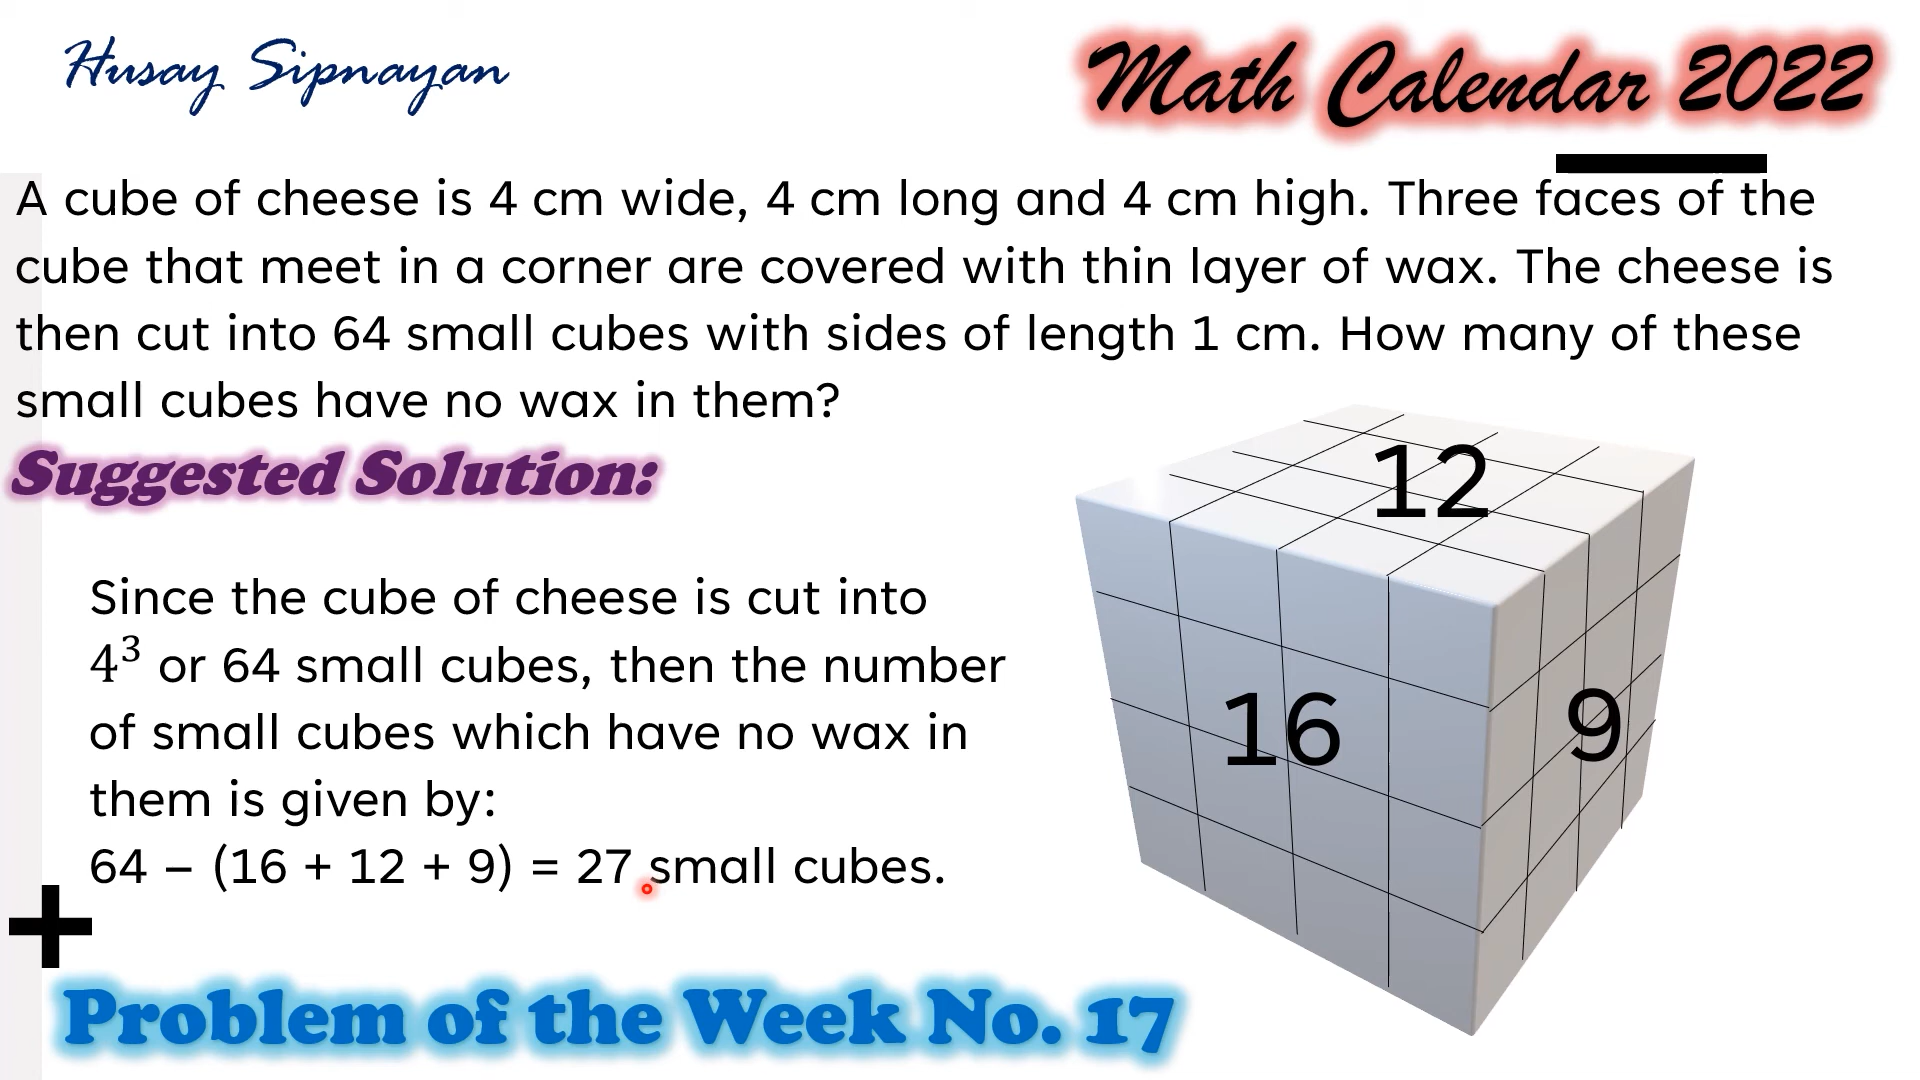 Husay Sipnayan
Math Calendar 2022
A cube of cheese is 4 cm wide, 4 cm long and 4 cm high. Three faces of the
cube that meet in a corner are covered with thin layer of wax. The cheese is
then cut into 64 small cubes with sides of length 1 cm. How many of these
small cubes have no wax in them?
Suggested Solution:
Since the cube of cheese is cut into
4³ or 64 small cubes, then the number
of small cubes which have no wax in
them is given by:
64 – (16 + 12 + 9) = 27 small cubes.
12
16
9
Problem of the Week No. 17